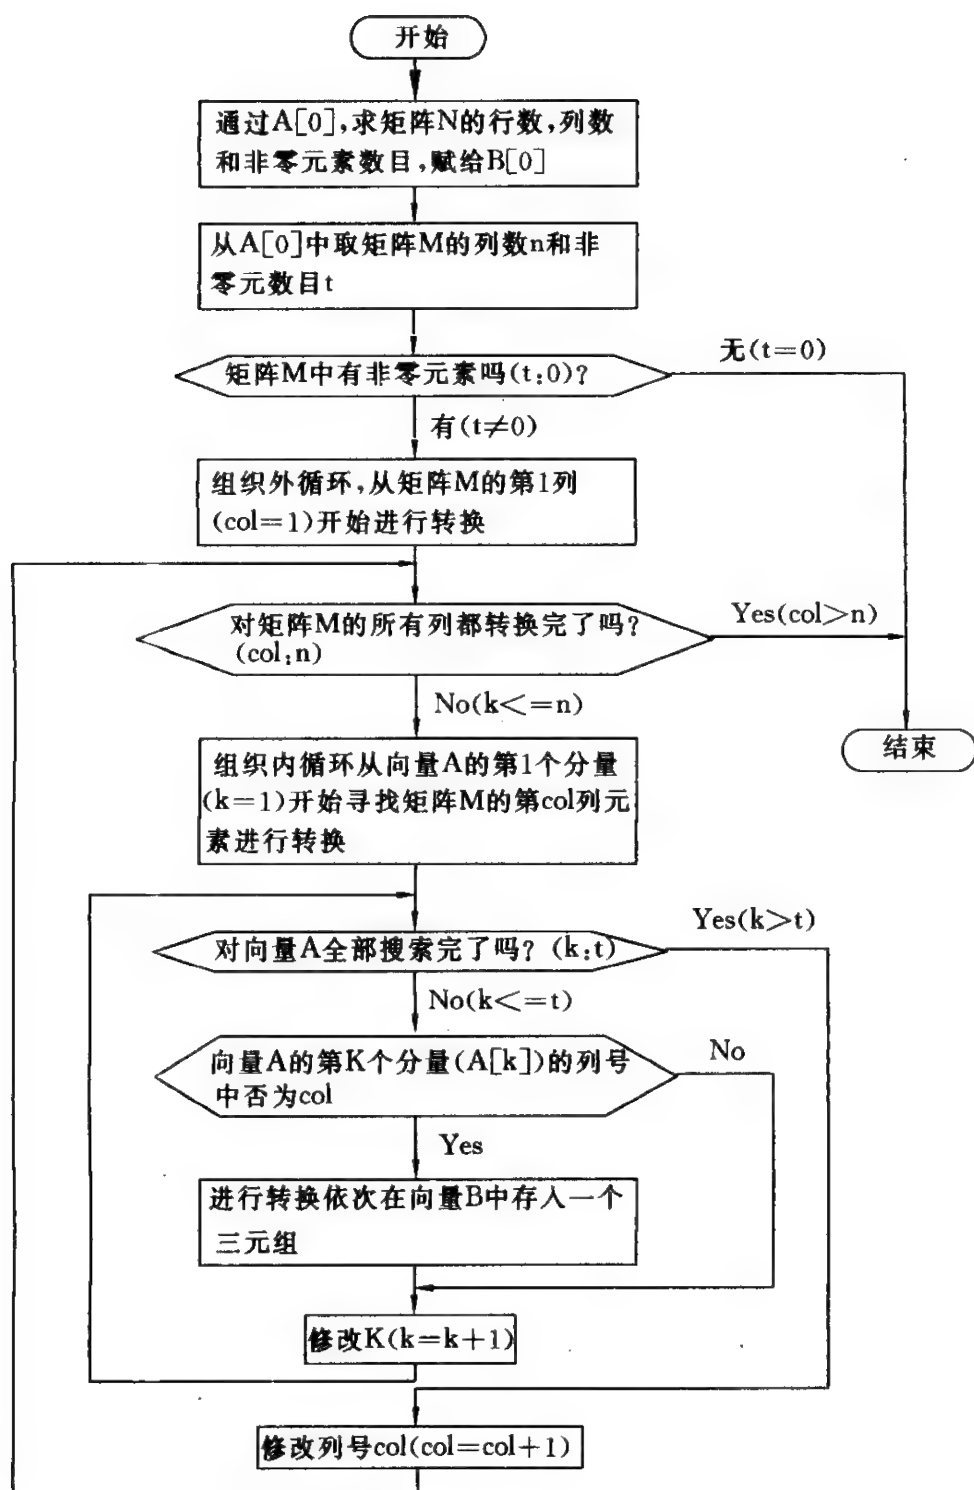 开始
通过A[0],求矩阵N的行数,列数
和非零元素数目,赋给B[0]
从A[0]中取矩阵M的列数n和非
零元数目t
无(t=0)
矩阵M中有非零元素吗(t:0)?
有(t≠0)
组织外循环,从矩阵M的第1列
(col=1)开始进行转换
对矩阵M的所有列都转换完了吗?
(col:n)
Yes(col>n)
No(k<=n)
结束
组织内循环从向量A的第1个分量
(k=1)开始寻找矩阵M的第col列元
素进行转换
Yes(k>t)
对向量A全部搜索完了吗? (k:t)
No(k<=t)
向量A的第K个分量(A[k])的列号
中否为col
No
Yes
进行转换依次在向量B中存入一个
三元组
修改K(k=k+1)
修改列号col(col=col+1)